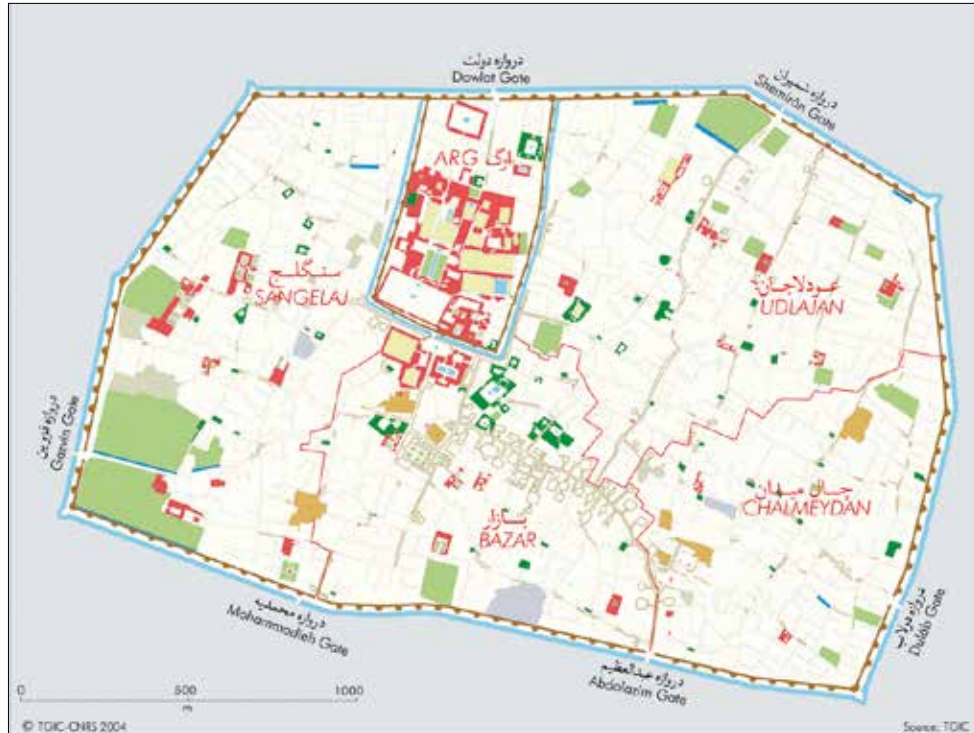 دروازه دولت
Dowlat Gate
دروازه شمیران
Shemirân Gate
ارگ ARG
سنگلج
SANGELAJ
عودلاجان
UDLAJAN
دروازه قزوین
Qazvin Gate
چال میدان
CHALMEYDAN
بازار
BAZAR
دروازه دولاب
Dulâb Gate
دروازه محمدیه
Mohammadieh Gate
دروازه عبدالعظیم
Abdolazim Gate
0 500 1000
m
© TGIC-CNRS 2004
Source: TGIC